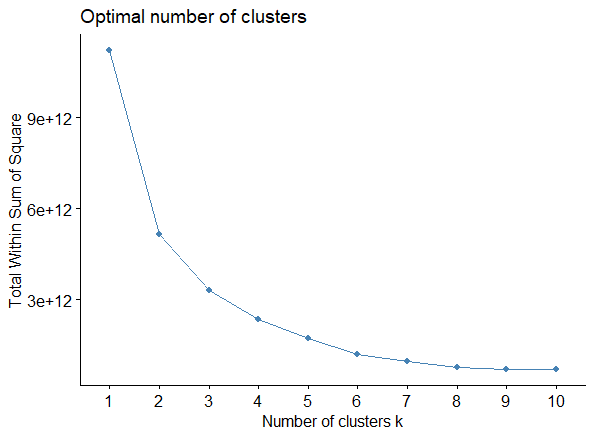 Optimal number of clusters
Total Within Sum of Square
9e+12
6e+12
3e+12
1 2 3 4 5 6 7 8 9 10
Number of clusters k